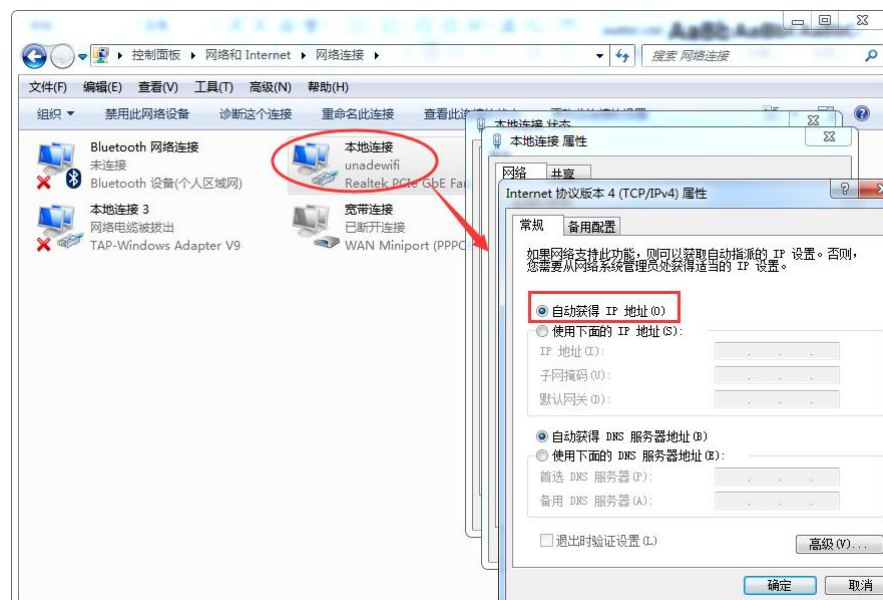 控制面板 ▸ 网络和 Internet ▸ 网络连接 ▸
搜索 网络连接
文件(F) 编辑(E) 查看(V) 工具(T) 高级(N) 帮助(H)
组织 禁用此网络设备 诊断这个连接 重命名此连接 查看此连
Bluetooth 网络连接
未连接
Bluetooth 设备(个人区域网)
本地连接
unadewifi
Realtek PCIe GbE Fa
本地连接 3
网络电缆被拔出
TAP-Windows Adapter V9
宽带连接
已断开连接
WAN Miniport (PPPO
本地连接 状态
本地连接 属性
网络 共享
Internet 协议版本 4 (TCP/IPv4) 属性
常规 备用配置
如果网络支持此功能，则可以获取自动指派的 IP 设置。否则，
您需要从网络系统管理员处获得适当的 IP 设置。
自动获得 IP 地址(O)
使用下面的 IP 地址(S):
IP 地址(I):
子网掩码(U):
默认网关(D):
自动获得 DNS 服务器地址(B)
使用下面的 DNS 服务器地址(E):
首选 DNS 服务器(P):
备用 DNS 服务器(A):
退出时验证设置(L)
高级(V)...
确定 取消